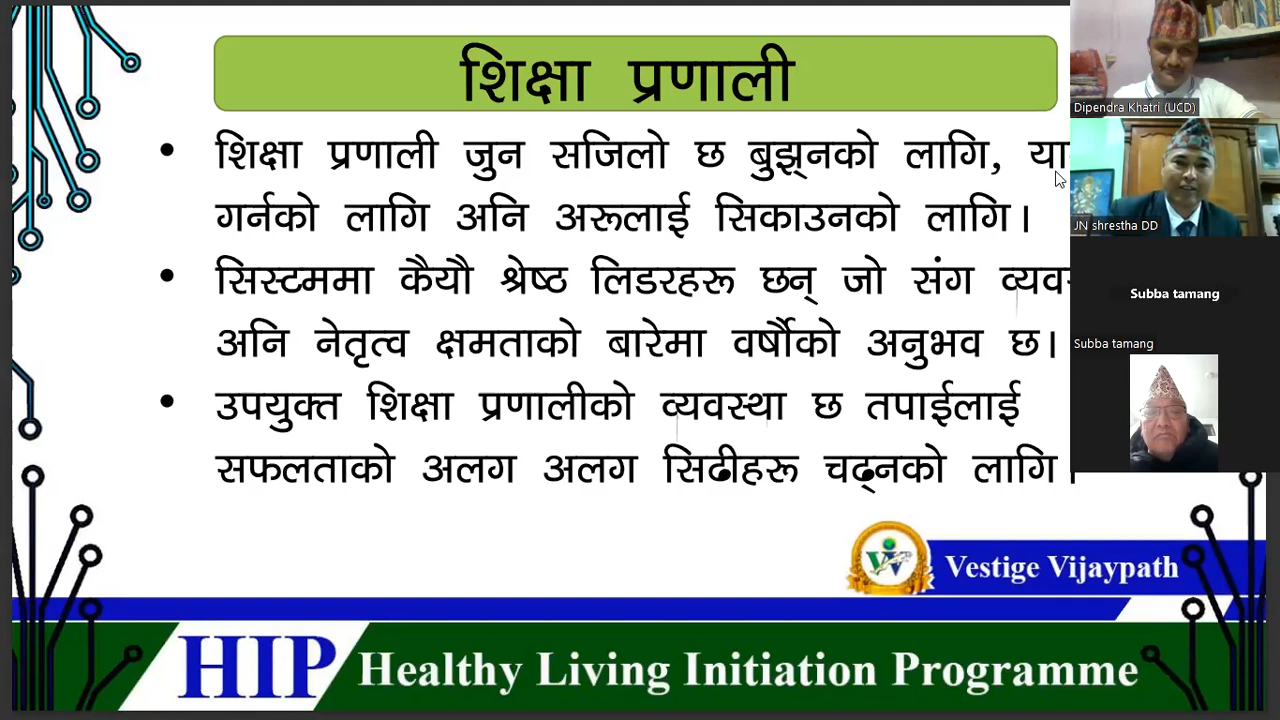 शिक्षा प्रणाली
• शिक्षा प्रणाली जुन सजिलो छ बुझ्नको लागि,
गर्नको लागि अनि अरूलाई सिकाउनको लागि।
• सिस्टममा कैयौ श्रेष्ठ लिडरहरू छन् जो संग
अनि नेतृत्व क्षमताको बारेमा वर्षौको अनुभव छ।
• उपयुक्त शिक्षा प्रणालीको व्यवस्था छ तपाईलाई
सफलताको अलग अलग सिढीहरू चढ्नको लागि।
Vestige Vijaypath
HIP Healthy Living Initiation Programme
Dipendra Khatri (UCD)
JN shrestha DD
Subba tamang
Subba tamang